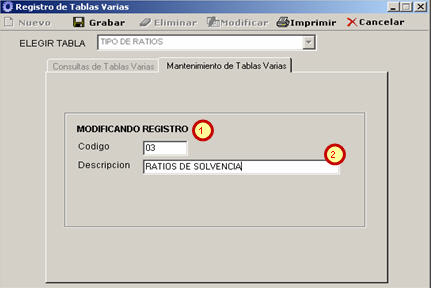 Registro de Tablas Varias
Nuevo Grabar Eliminar Modificar Imprimir Cancelar
ELEGIR TABLA TIPO DE RATIOS
Consultas de Tablas Varias Mantenimiento de Tablas Varias
MODIFICANDO REGISTRO 1
Codigo 03
Descripcion RATIOS DE SOLVENCIA 2